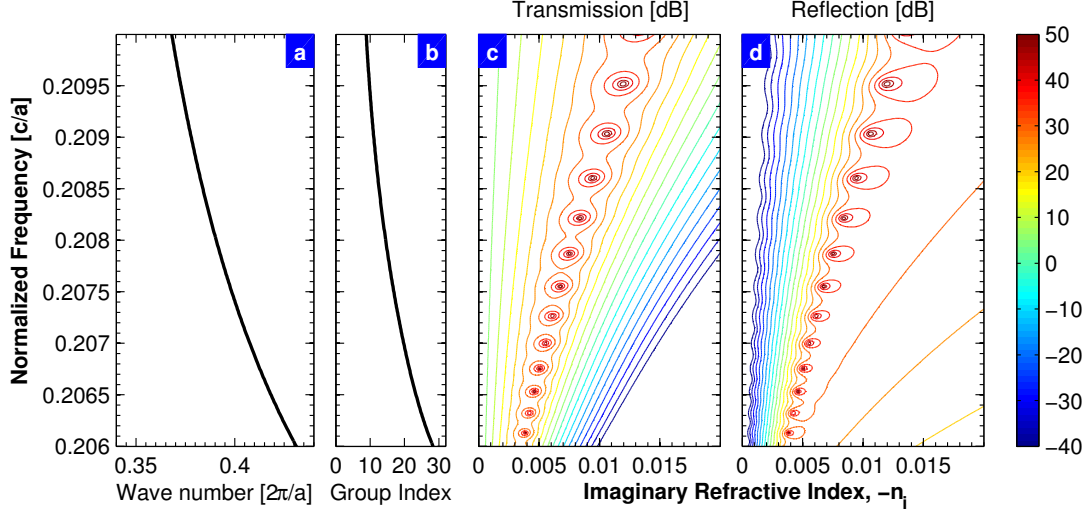 Transmission [dB]
Reflection [dB]
a
b
c
d
Normalized Frequency [c/a]
0.2095
0.209
0.2085
0.208
0.2075
0.207
0.2065
0.206
0.35
0.4
0 10 20 30
0 0.005 0.01 0.015
0 0.005 0.01 0.015
Wave number [2π/a]
Group Index
Imaginary Refractive Index, -nᵢ
50
40
30
20
10
0
−10
−20
−30
−40